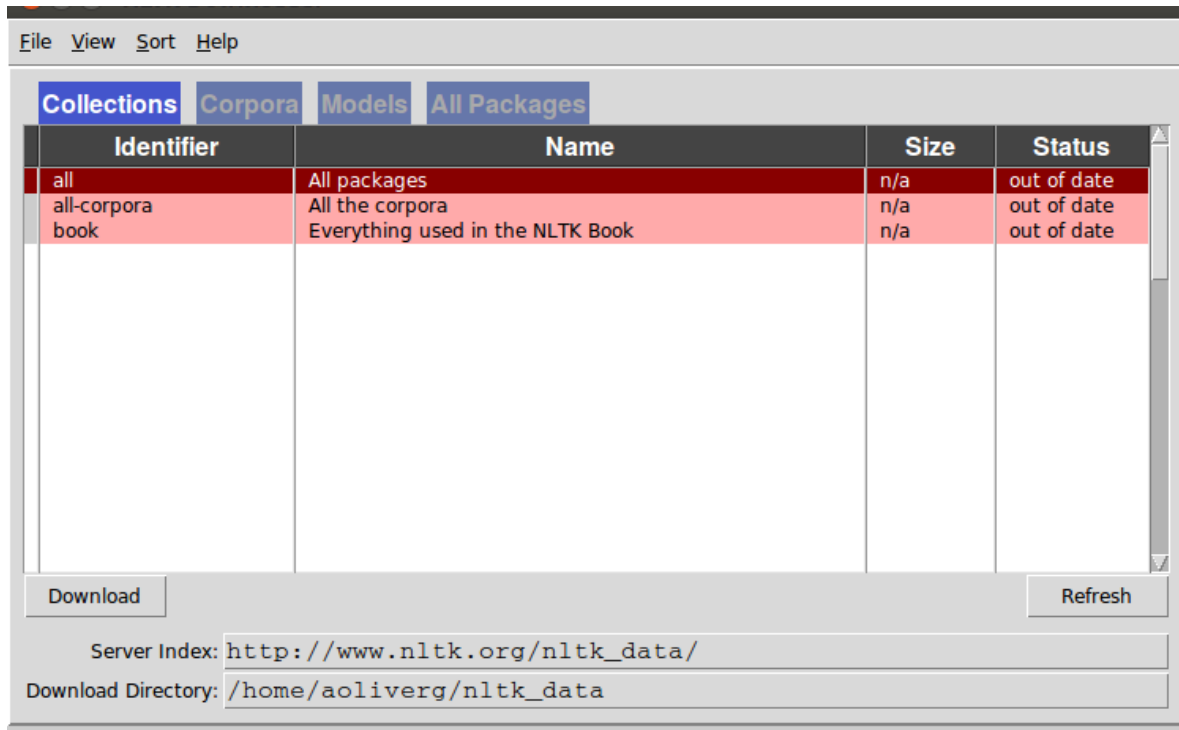 File View Sort Help
Collections Corpora Models All Packages
Identifier Name Size Status
all All packages n/a out of date
all-corpora All the corpora n/a out of date
book Everything used in the NLTK Book n/a out of date
Download Refresh
Server Index: http://www.nltk.org/nltk_data/
Download Directory: /home/aoliverg/nltk_data